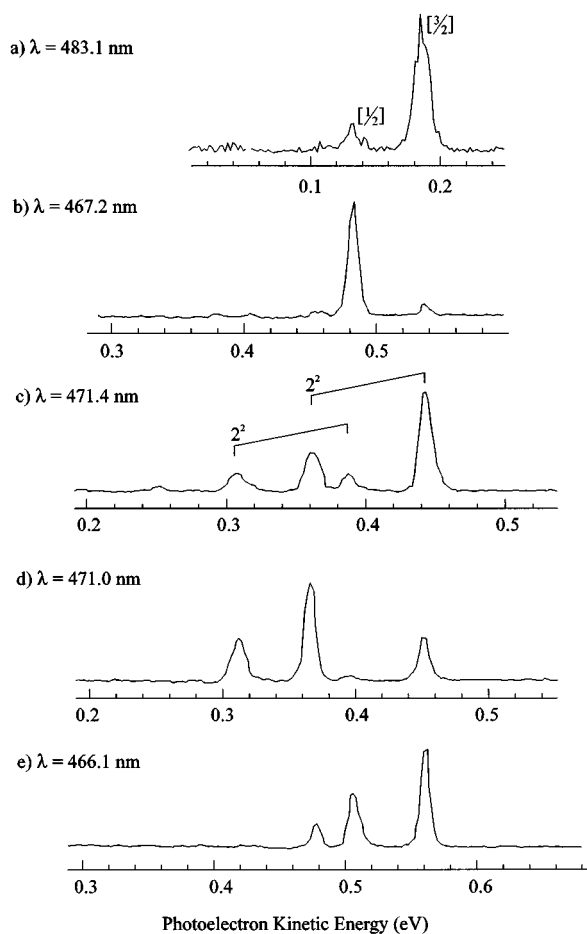 a) λ = 483.1 nm
[½]
[3/2]
0.1 0.2
b) λ = 467.2 nm
0.3 0.4 0.5
c) λ = 471.4 nm
2²
2²
0.2 0.3 0.4 0.5
d) λ = 471.0 nm
0.2 0.3 0.4 0.5
e) λ = 466.1 nm
0.3 0.4 0.5 0.6
Photoelectron Kinetic Energy (eV)